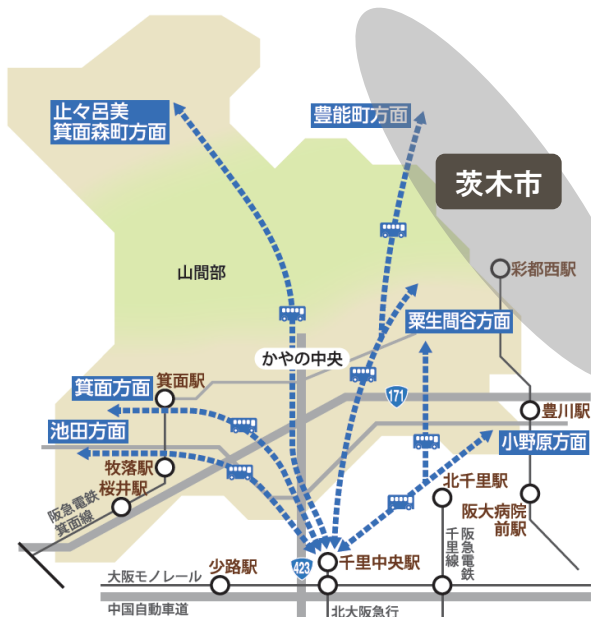 止々呂美
箕面森町方面
豊能町方面
茨木市
彩都西駅
山間部
粟生間谷方面
かやの中央
箕面方面
箕面駅
171
豊川駅
池田方面
小野原方面
牧落駅
桜井駅
北千里駅
阪大病院
前駅
阪急電鉄
箕面線
千里中央駅
423
少路駅
阪急電鉄
千里線
大阪モノレール
中国自動車道
北大阪急行